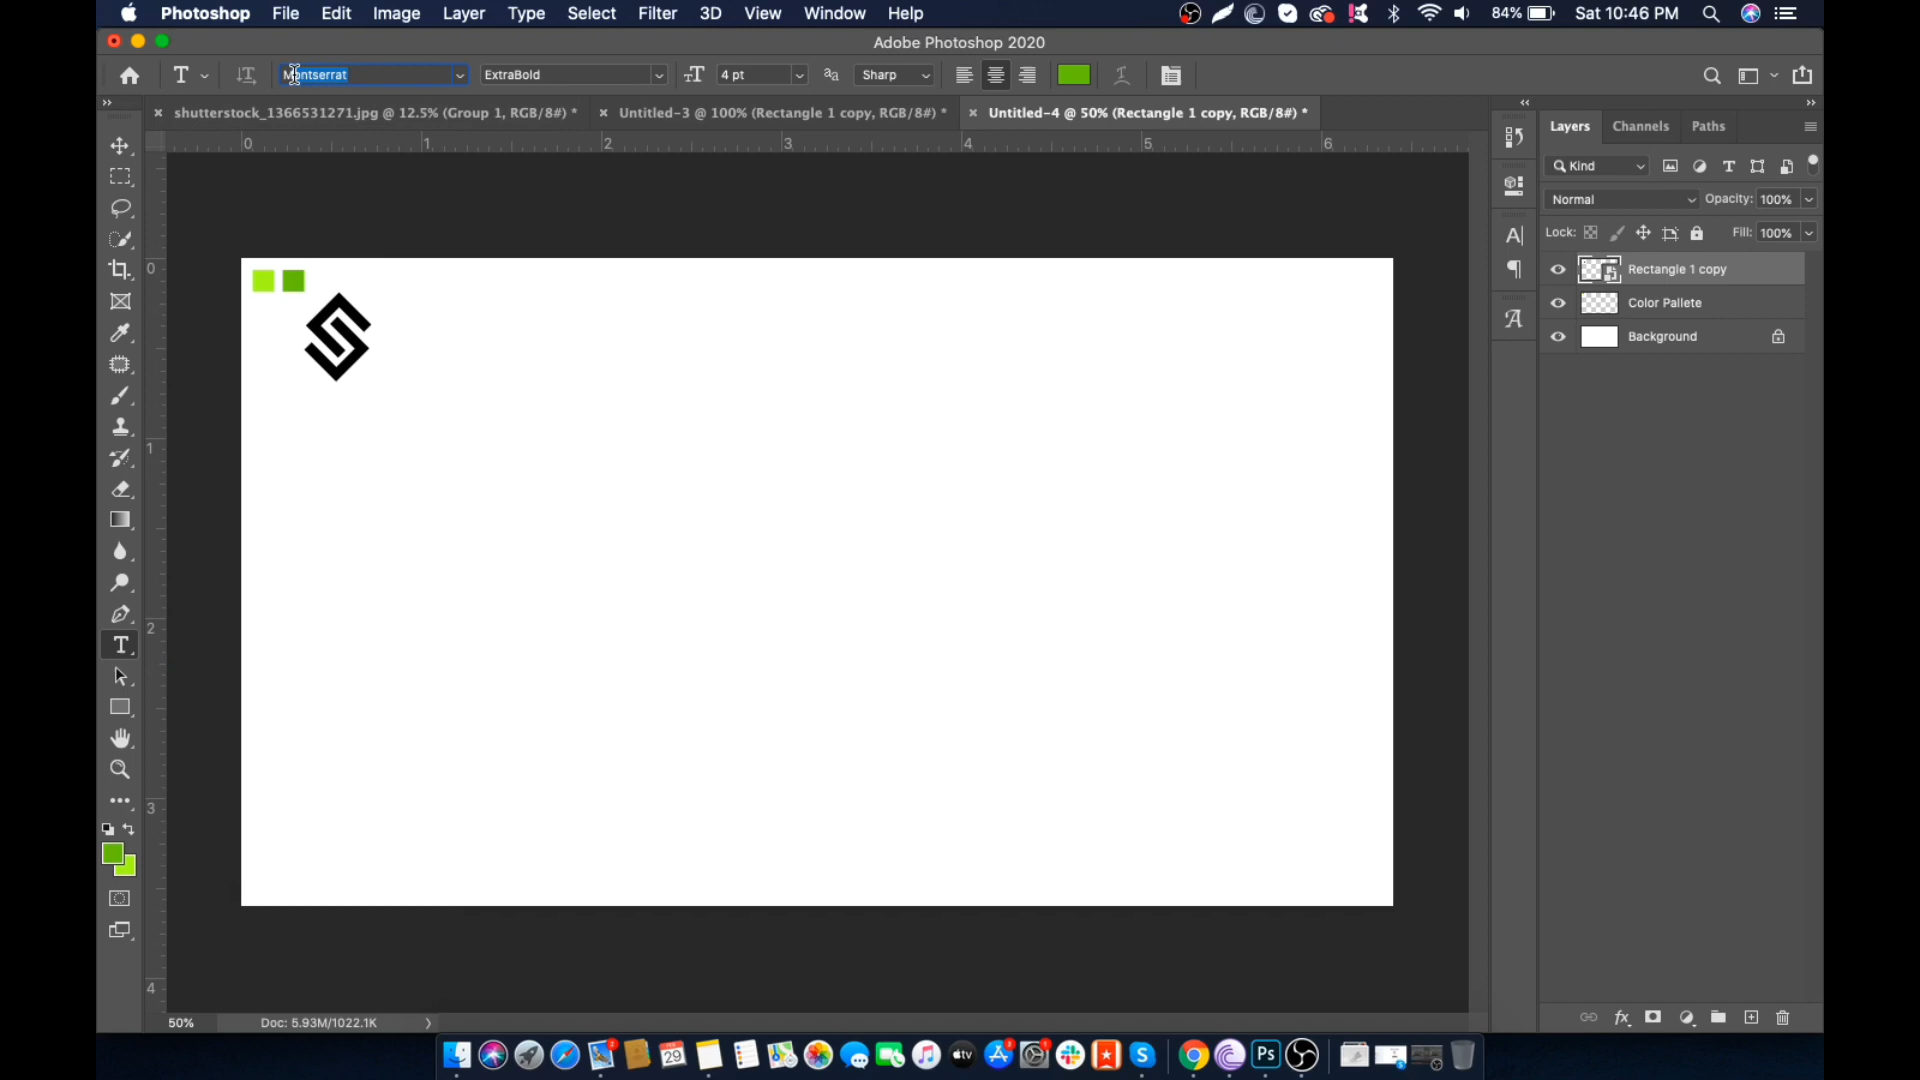 Photoshop File Edit Image Layer Type Select Filter 3D View Window Help 84% Sat 10:46 PM
Adobe Photoshop 2020
Montserrat ExtraBold 4 pt Sharp
shutterstock_1366531271.jpg @ 12.5% (Group 1, RGB/8#) * Untitled-3 @ 100% (Rectangle 1 copy, RGB/8#) * Untitled-4 @ 50% (Rectangle 1 copy, RGB/8#) *
Layers Channels Paths
0 1 2 3 4 5 6
Kind
Normal Opacity: 100%
Lock: Fill: 100%
Rectangle 1 copy
Color Pallete
Background
0
1
2
3
4
50% Doc: 5.93M/1022.1K